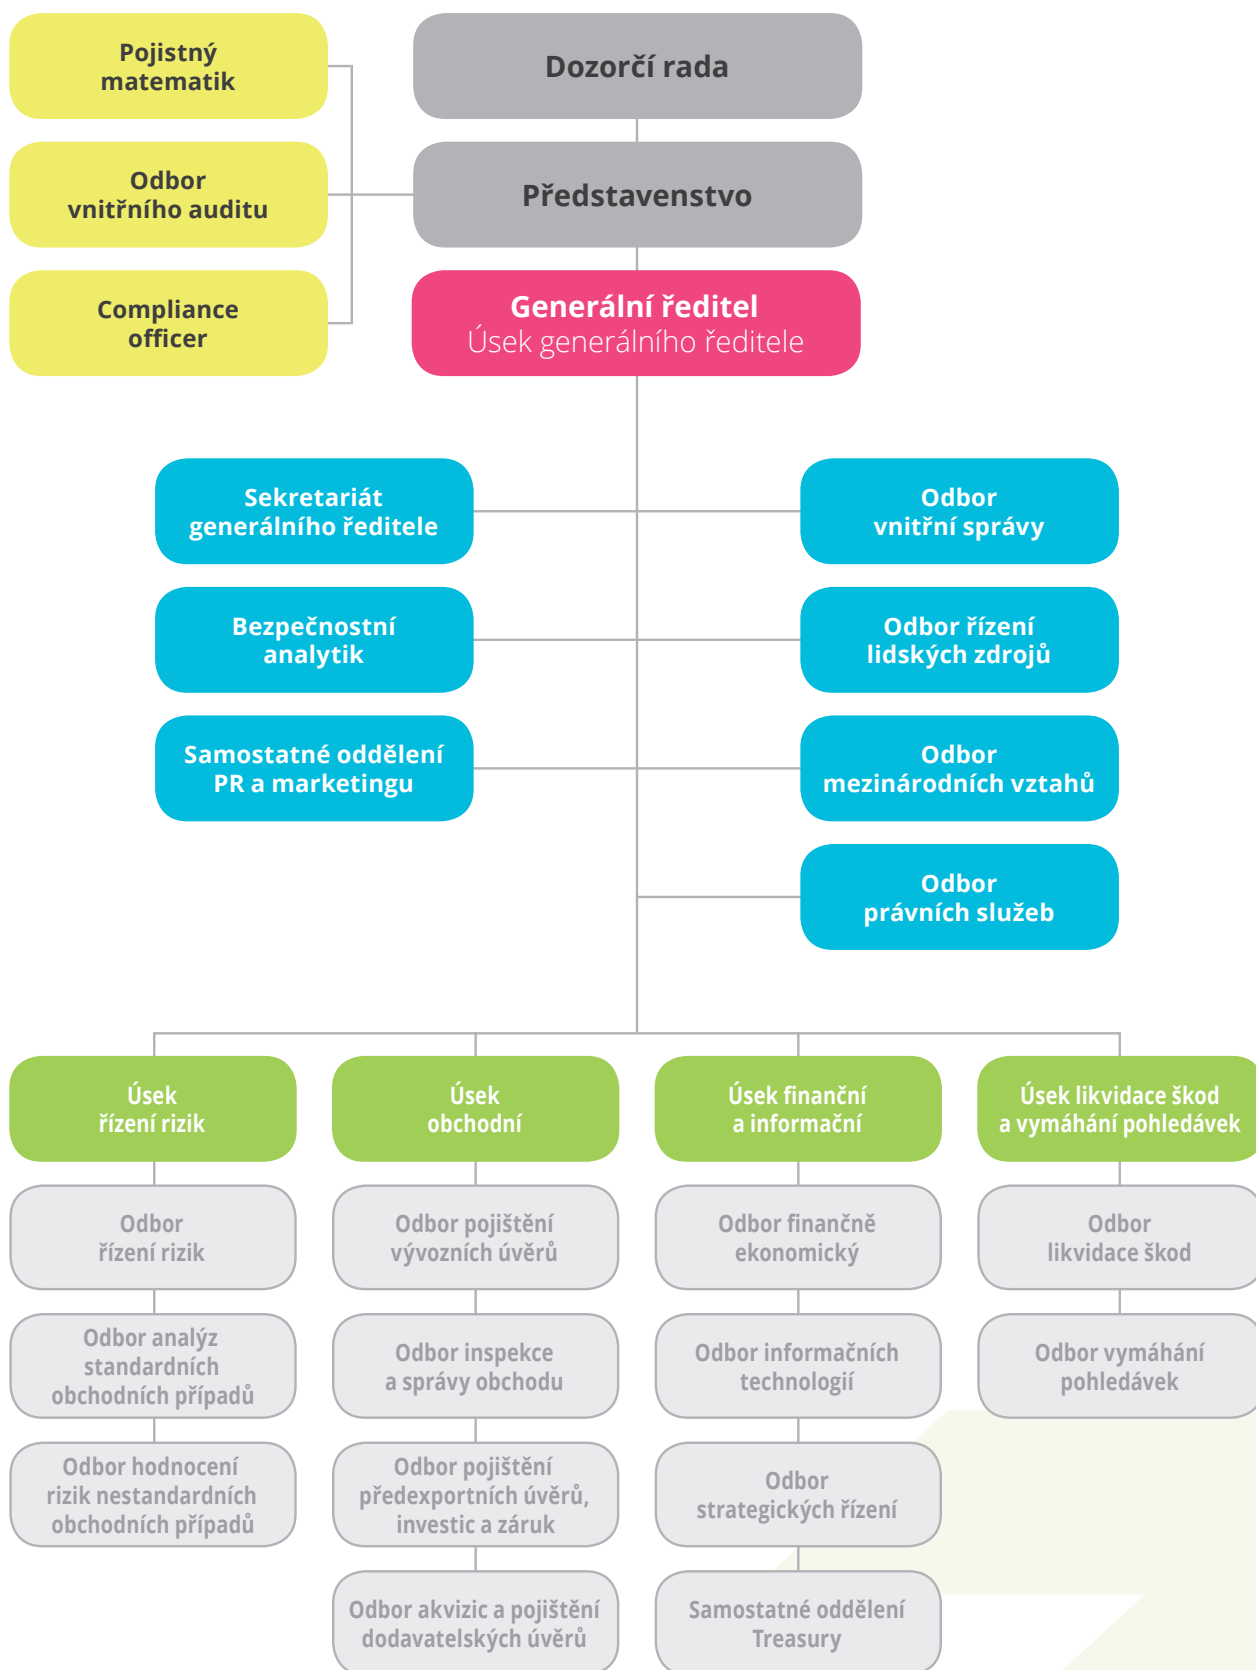 Pojistný
matematik
Dozorčí rada
Odbor
vnitřního auditu
Představenstvo
Compliance
officer
Generální ředitel
Úsek generálního ředitele
Sekretariát
generálního ředitele
Odbor
vnitřní správy
Bezpečnostní
analytik
Odbor řízení
lidských zdrojů
Samostatné oddělení
PR a marketingu
Odbor
mezinárodních vztahů
Odbor
právních služeb
Úsek
řízení rizik
Úsek
obchodní
Úsek finanční
a informační
Úsek likvidace škod
a vymáhání pohledávek
Odbor
řízení rizik
Odbor pojištění
vývozních úvěrů
Odbor finančně
ekonomický
Odbor
likvidace škod
Odbor analýz
standardních
obchodních případů
Odbor inspekce
a správy obchodu
Odbor informačních
technologií
Odbor vymáhání
pohledávek
Odbor hodnocení
rizik nestandardních
obchodních případů
Odbor pojištění
předexportních úvěrů,
investic a záruk
Odbor
strategických řízení
Odbor akvizic a pojištění
dodavatelských úvěrů
Samostatné oddělení
Treasury